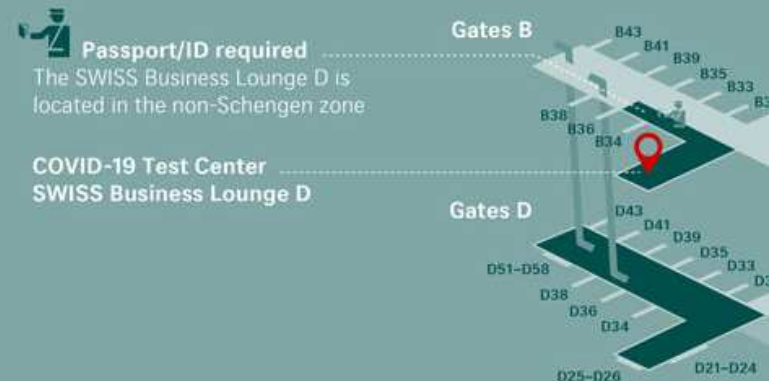 Passport/ID required
The SWISS Business Lounge D is
located in the non-Schengen zone
COVID-19 Test Center
SWISS Business Lounge D
Gates B
B43
B41
B39
B35
B33
B38
B36
B34
Gates D
D43
D41
D39
D35
D33
D51–D58
D38
D36
D34
D21–D24
D25–D26